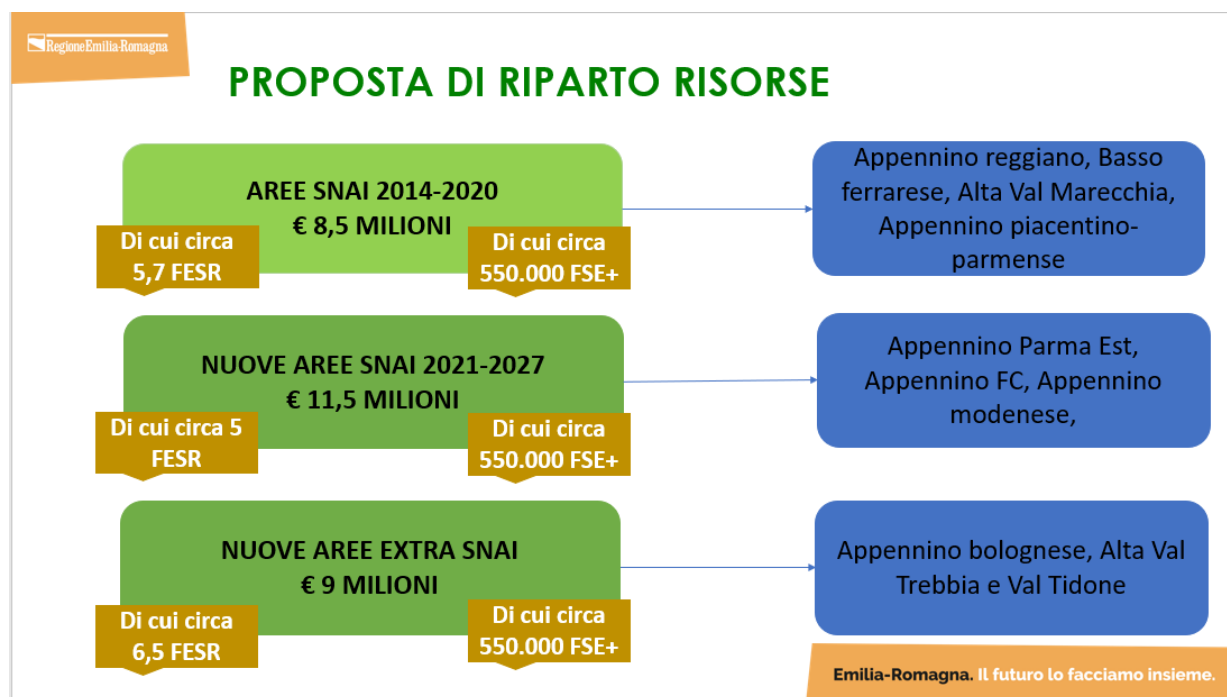 RegioneEmilia-Romagna
PROPOSTA DI RIPARTO RISORSE
AREE SNAI 2014-2020
€ 8,5 MILIONI
Di cui circa
5,7 FESR
Di cui circa
550.000 FSE+
Appennino reggiano, Basso
ferrarese, Alta Val Marecchia,
Appennino piacentino-
parmense
NUOVE AREE SNAI 2021-2027
€ 11,5 MILIONI
Di cui circa 5
FESR
Di cui circa
550.000 FSE+
Appennino Parma Est,
Appennino FC, Appennino
modenese,
NUOVE AREE EXTRA SNAI
€ 9 MILIONI
Di cui circa
6,5 FESR
Di cui circa
550.000 FSE+
Appennino bolognese, Alta Val
Trebbia e Val Tidone
Emilia-Romagna. Il futuro lo facciamo insieme.